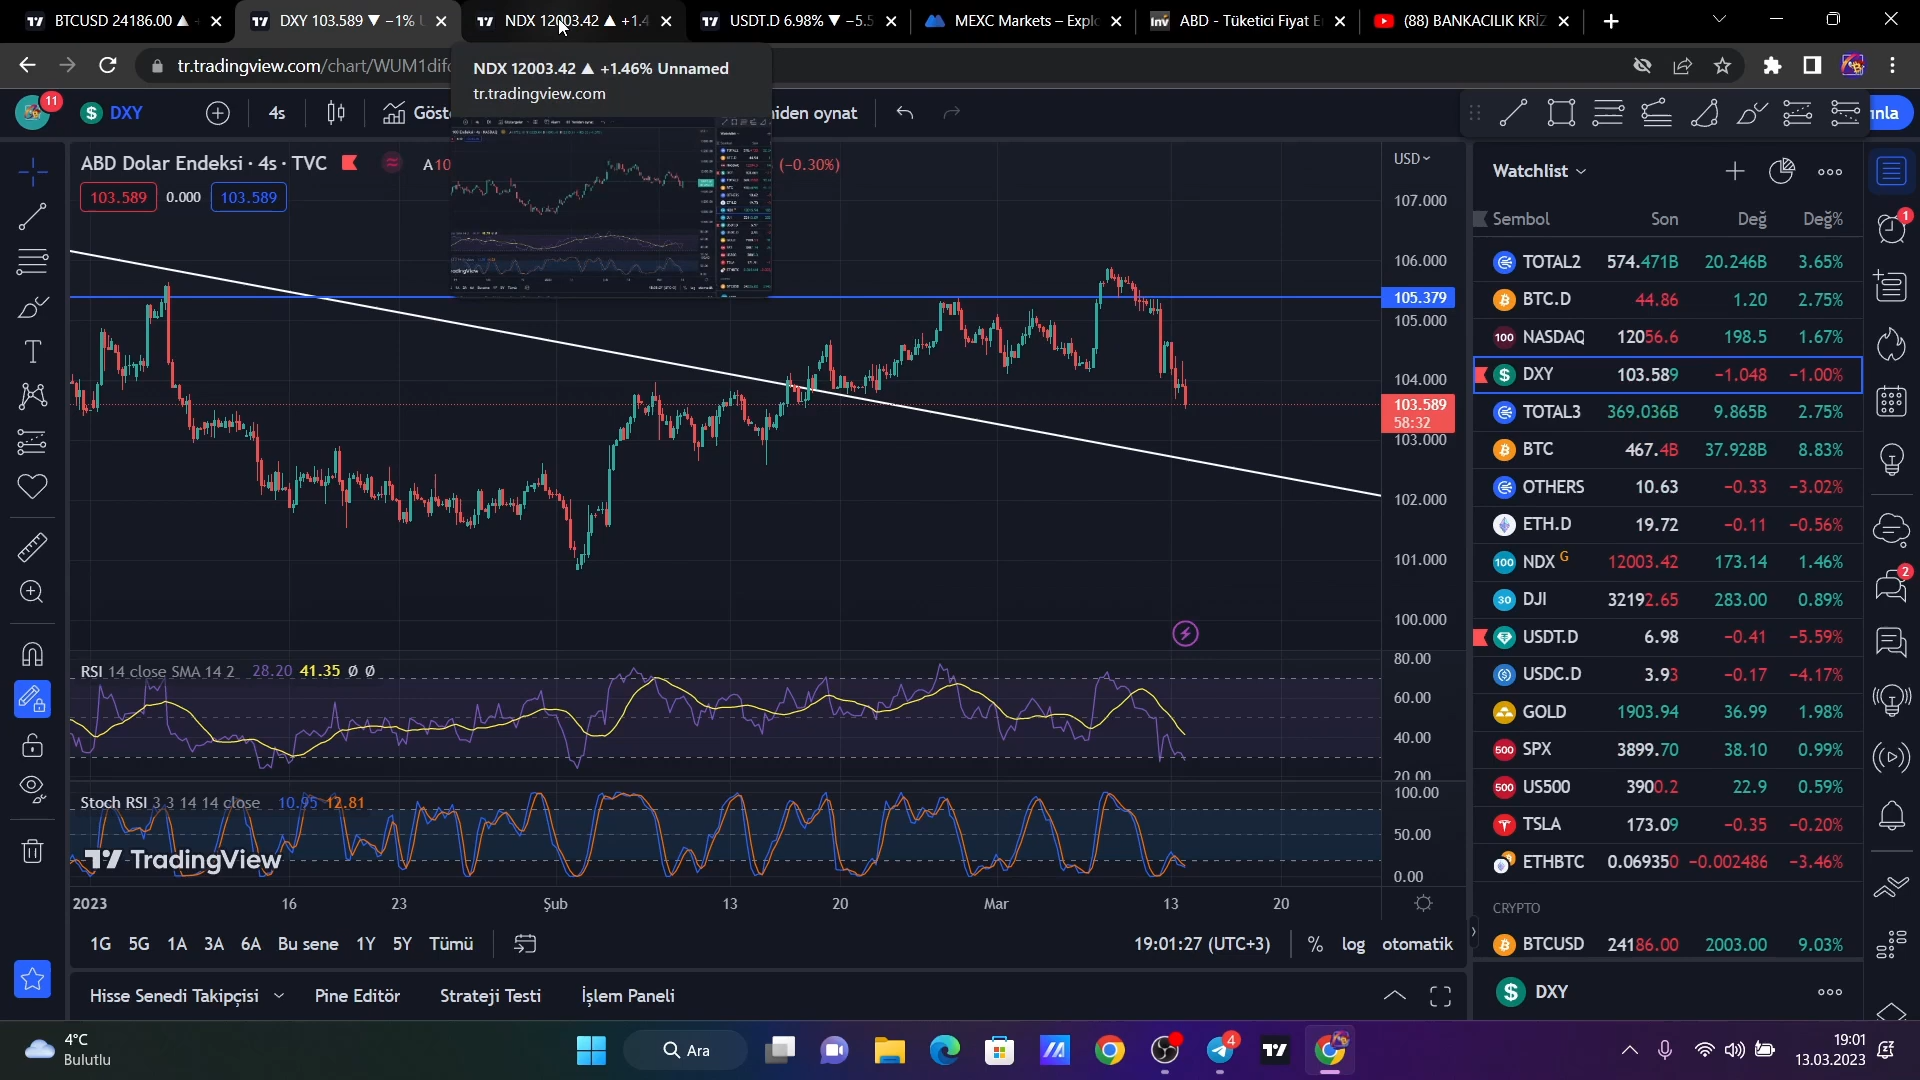 BTCUSD 24186.00 ▲
DXY 103.589 ▼ −1%
NDX 12003.42 ▲ +1.4
USDT.D 6.98% ▼ −5.5
MEXC Markets – Explo
ABD - Tüketici Fiyat E
(88) BANKACILIK KRİZ
tr.tradingview.com/chart/WUM1difo
NDX 12003.42 ▲ +1.46% Unnamed
tr.tradingview.com
11
DXY
4s
Göste
niden oynat
ınla
ABD Dolar Endeksi · 4s · TVC
A10
(−0.30%)
103.589
0.000
103.589
USD
107.000
106.000
105.379
105.000
104.000
103.589
58:32
103.000
102.000
101.000
100.000
RSI 14 close SMA 14 2 28.20 41.35 Ø Ø
80.00
60.00
40.00
20.00
Stoch RSI 3 3 14 14 close 10.95 12.81
100.00
50.00
0.00
TradingView
2023
16
23
Şub
13
20
Mar
13
20
1G 5G 1A 3A 6A Bu sene 1Y 5Y Tümü
19:01:27 (UTC+3)
%
log
otomatik
Hisse Senedi Takipçisi
Pine Editör
Strateji Testi
İşlem Paneli
Watchlist
Sembol Son Değ Değ%
TOTAL2 574.471B 20.246B 3.65%
BTC.D 44.86 1.20 2.75%
NASDAQ 12056.6 198.5 1.67%
DXY 103.589 −1.048 −1.00%
TOTAL3 369.036B 9.865B 2.75%
BTC 467.4B 37.928B 8.83%
OTHERS 10.63 −0.33 −3.02%
ETH.D 19.72 −0.11 −0.56%
NDX G 12003.42 173.14 1.46%
DJI 32192.65 283.00 0.89%
USDT.D 6.98 −0.41 −5.59%
USDC.D 3.93 −0.17 −4.17%
GOLD 1903.94 36.99 1.98%
SPX 3899.70 38.10 0.99%
US500 3900.2 22.9 0.59%
TSLA 173.09 −0.35 −0.20%
ETHBTC 0.069350 −0.002486 −3.46%
CRYPTO
BTCUSD 24186.00 2003.00 9.03%
DXY
1
2
4°C
Bulutlu
Ara
4
19:01
13.03.2023